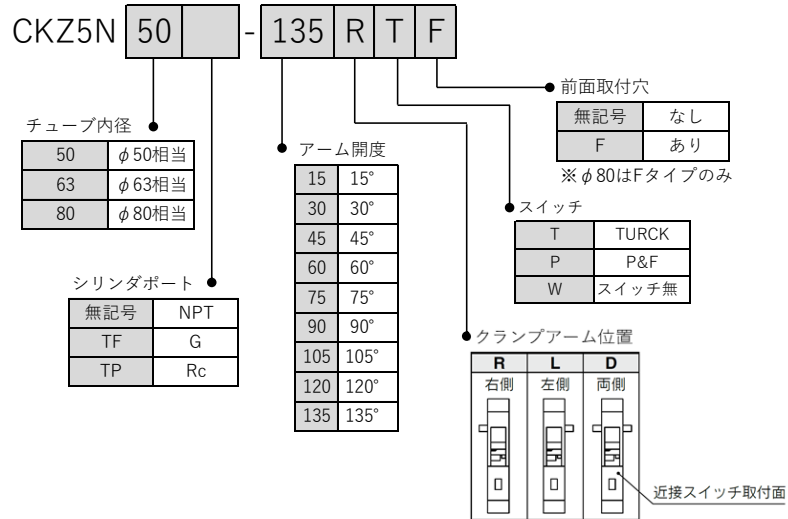 CKZ5N 50 - 135 R T F
チューブ内径
50 φ50相当
63 φ63相当
80 φ80相当
シリンダポート
無記号 NPT
TF G
TP Rc
アーム開度
15 15°
30 30°
45 45°
60 60°
75 75°
90 90°
105 105°
120 120°
135 135°
前面取付穴
無記号 なし
F あり
※φ80はFタイプのみ
スイッチ
T TURCK
P P&F
W スイッチ無
クランプアーム位置
R L D
右側 左側 両側
近接スイッチ取付面